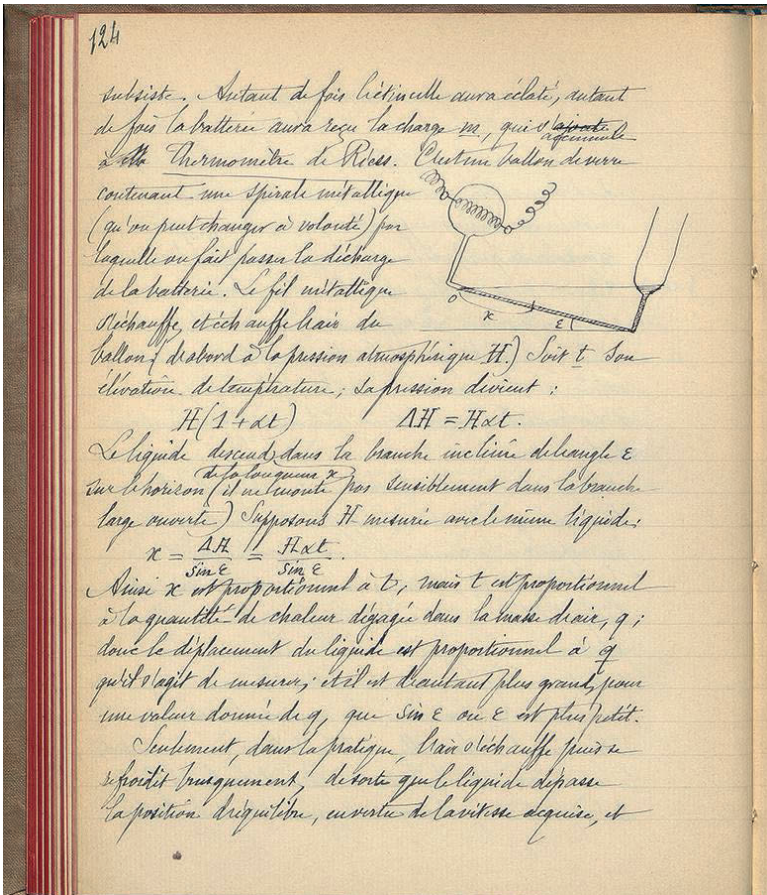 124
subsiste. Autant de fois l'étincelle aura éclaté, autant
de fois la batterie aura reçu la charge m, qui s'ajoute
accumule
Thermomètre de Riess. C'est une ballon de verre
contenant une spirale métallique
(qu'on peut changer à volonté) par
laquelle on fait passer la décharge
de la batterie. Le fil métallique
s'échauffe, et échauffe l'air du
ballon (d'abord à la pression atmosphérique H.) Soit t son
élévation de température ; sa pression devient :
H(1+αt) ΔH = Hαt.
Le liquide descend dans la branche inclinée de l'angle ε
de la longueur x
sur l'horizon (il ne monte pas sensiblement dans la branche
large ouverte) Supposons H mesurée avec le même liquide :
x = ΔH / sin ε = Hαt / sin ε.
Ainsi x est proportionnel à t, mais t est proportionnel
à la quantité de chaleur dégagée dans la masse d'air, q ;
donc le déplacement du liquide est proportionnel à q
qu'il s'agit de mesurer ; et il est d'autant plus grand, pour
une valeur donnée de q, que sin ε ou ε est plus petit.
Seulement, dans la pratique, l'air s'échauffe puis se
refroidit brusquement, de sorte que le liquide dépasse
la position d'équilibre, en vertu de la vitesse acquise, et
o
x
ε